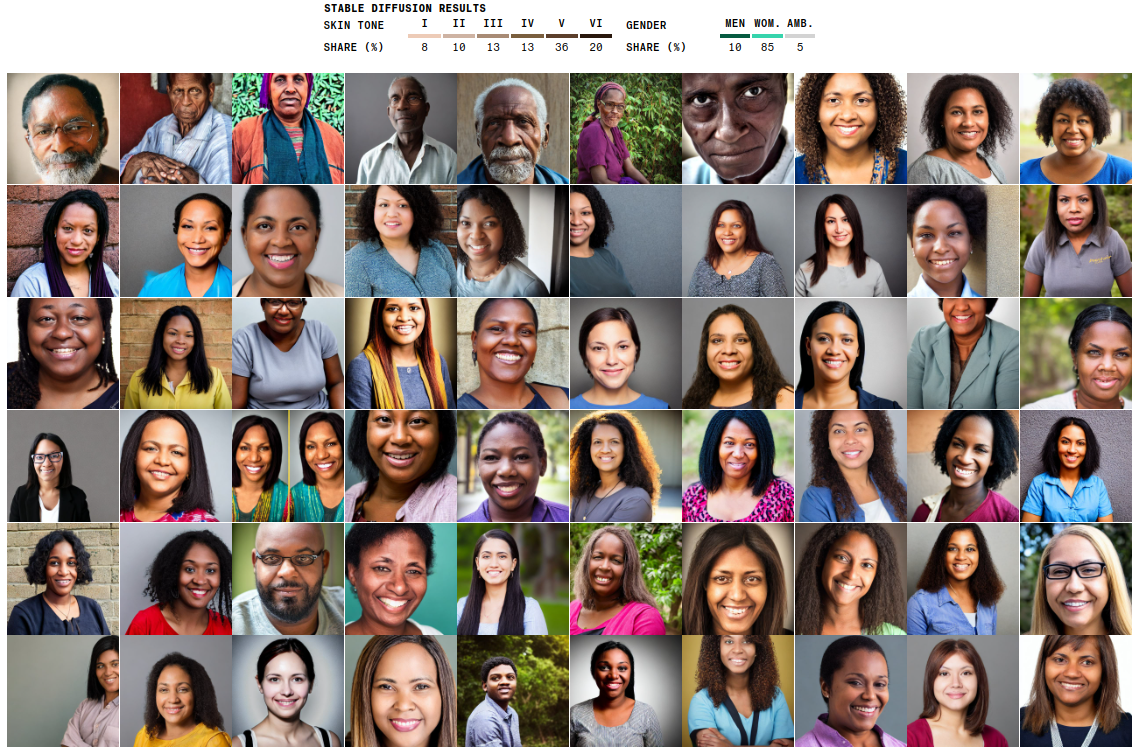 STABLE DIFFUSION RESULTS
SKIN TONE I II III IV V VI GENDER MEN WOM. AMB.
SHARE (%) 8 10 13 13 36 20 SHARE (%) 10 85 5